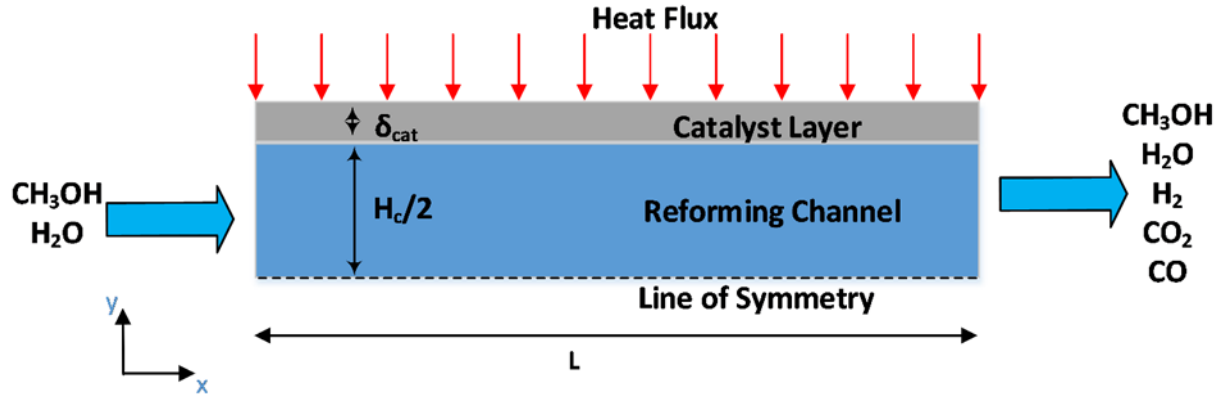 Heat Flux
δcat
Catalyst Layer
CH₃OH
H₂O
Hc/2
Reforming Channel
CH₃OH
H₂O
H₂
CO₂
CO
Line of Symmetry
L
y
x